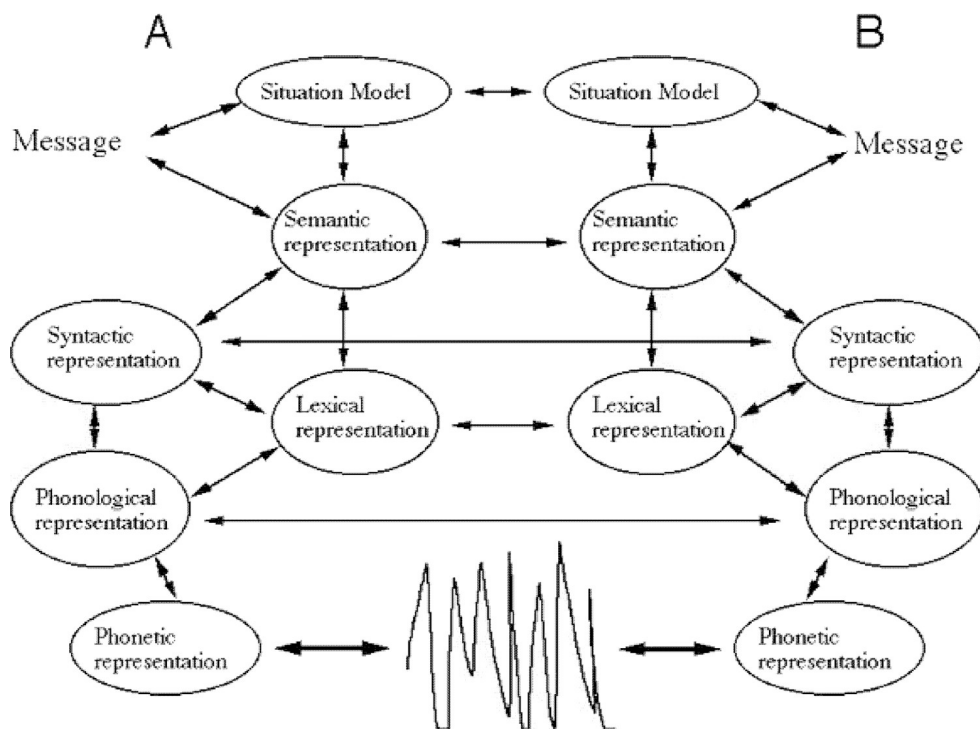 A
B
Situation Model
Situation Model
Message
Message
Semantic
representation
Semantic
representation
Syntactic
representation
Syntactic
representation
Lexical
representation
Lexical
representation
Phonological
representation
Phonological
representation
Phonetic
representation
Phonetic
representation